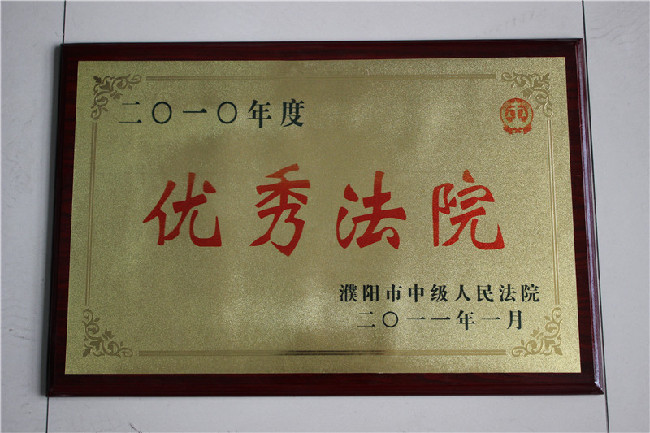 二〇一〇年度
优秀法院
濮阳市中级人民法院
二〇一一年一月